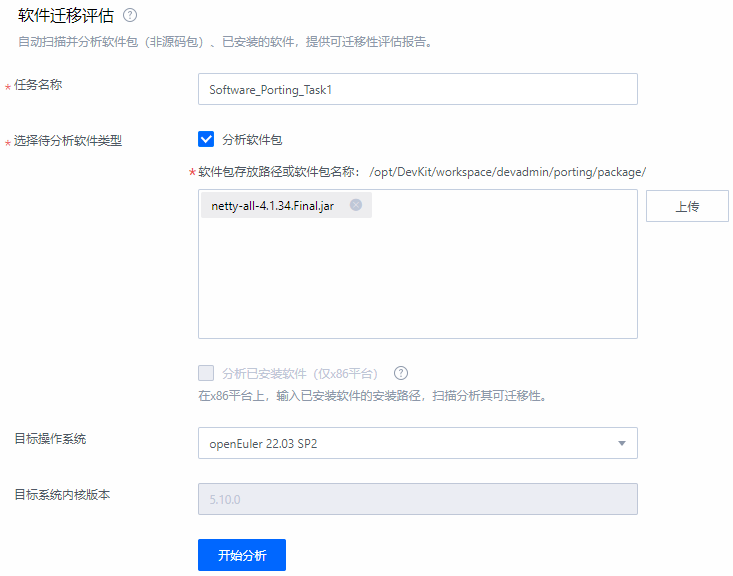 软件迁移评估 ?
自动扫描并分析软件包（非源码包）、已安装的软件，提供可迁移性评估报告。
* 任务名称
Software_Porting_Task1
* 选择待分析软件类型
分析软件包
* 软件包存放路径或软件包名称： /opt/DevKit/workspace/devadmin/porting/package/
netty-all-4.1.34.Final.jar
上传
分析已安装软件（仅x86平台） ?
在x86平台上，输入已安装软件的安装路径，扫描分析其可迁移性。
目标操作系统
openEuler 22.03 SP2
目标系统内核版本
5.10.0
开始分析